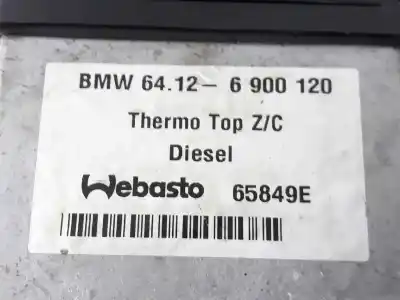 BMW 64.12- 6 900 120
Thermo Top Z/C
Diesel
Webasto 65849E